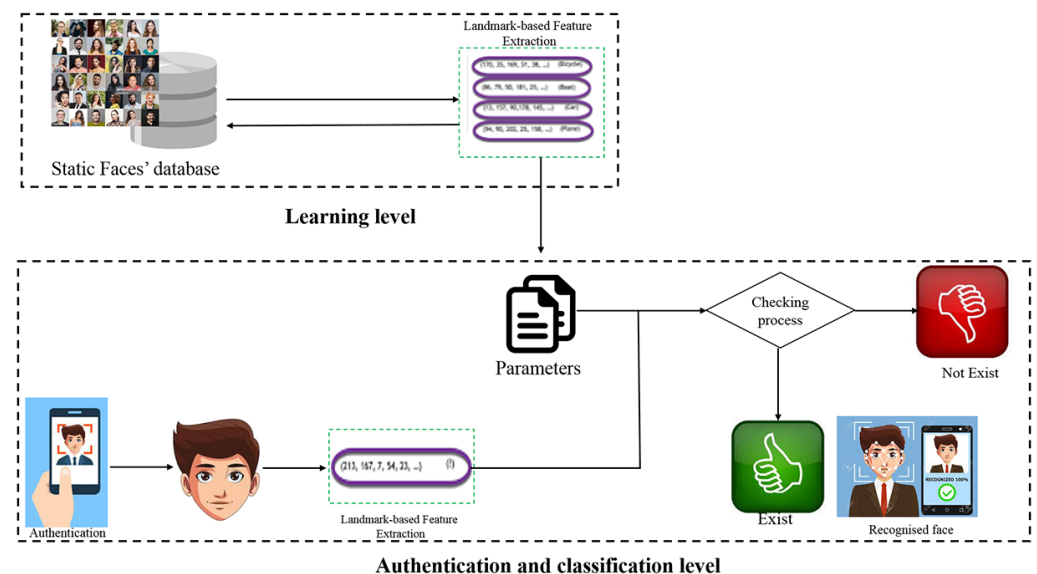 Landmark-based Feature
Extraction
(170, 35, 169, 51, 38, ...) (Bicycle)
(86, 79, 50, 181, 25, ...) (Boat)
(13, 157, 90,178, 145, ...) (Car)
(94, 90, 202, 25, 158, ...) (Plane)
Static Faces’ database
Learning level
Checking
process
Parameters
Not Exist
(213, 167, 7, 54, 23, ...) (?)
RECOGNIZED 100%
Authentication
Landmark-based Feature
Extraction
Exist
Recognised face
Authentication and classification level